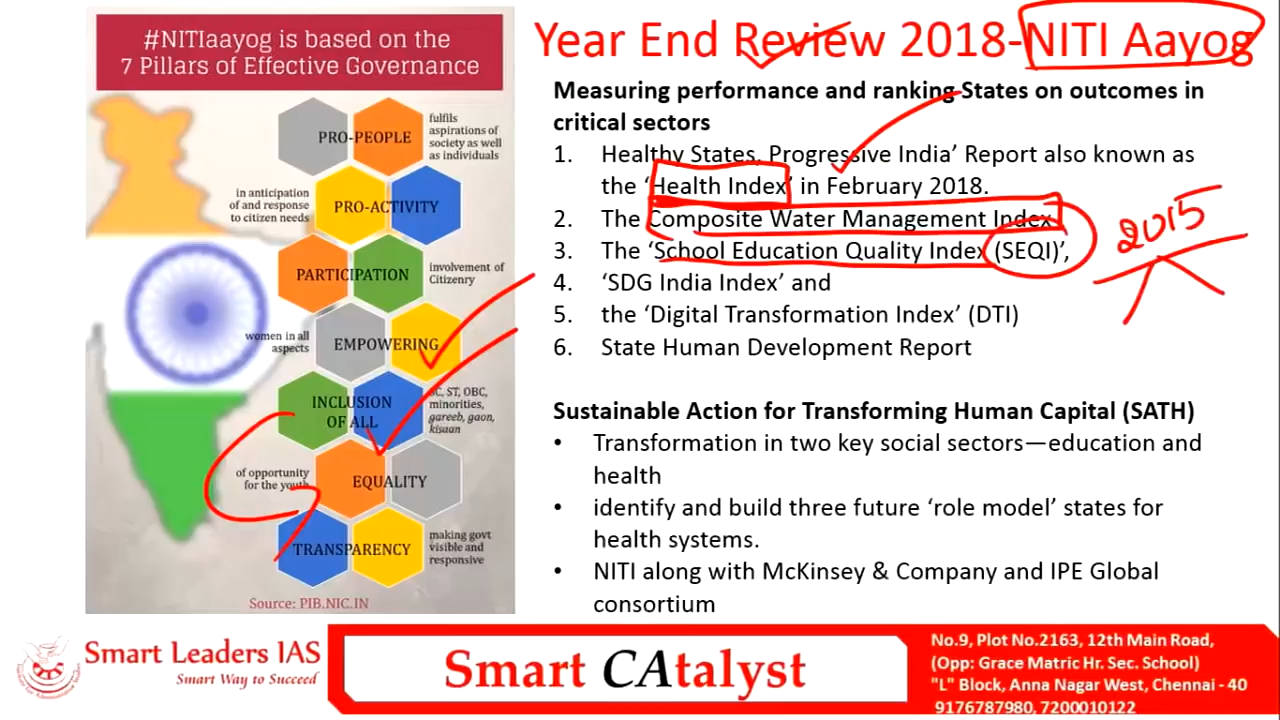 #NITIaayog is based on the
7 Pillars of Effective Governance
PRO-PEOPLE
fulfils
aspirations of
society as well
as individuals
in anticipation
of and response
to citizen needs
PRO-ACTIVITY
PARTICIPATION
involvement of
Citizenry
women in all
aspects
EMPOWERING
INCLUSION
OF ALL
SC, ST, OBC,
minorities,
gareeb, gaon,
kisaan
of opportunity
for the youth
EQUALITY
TRANSPARENCY
making govt
visible and
responsive
Source: PIB.NIC.IN
Year End Review 2018-NITI Aayog
Measuring performance and ranking States on outcomes in
critical sectors
1. Healthy States, Progressive India’ Report also known as
the ‘Health Index’ in February 2018.
2. The Composite Water Management Index
3. The ‘School Education Quality Index (SEQI)’,
4. ‘SDG India Index’ and
5. the ‘Digital Transformation Index’ (DTI)
6. State Human Development Report
2015
Sustainable Action for Transforming Human Capital (SATH)
• Transformation in two key social sectors—education and
health
• identify and build three future ‘role model’ states for
health systems.
• NITI along with McKinsey & Company and IPE Global
consortium
Smart Leaders IAS
Smart Way to Succeed
Smart CAtalyst
No.9, Plot No.2163, 12th Main Road,
(Opp: Grace Matric Hr. Sec. School)
"L" Block, Anna Nagar West, Chennai - 40
9176787980, 7200010122